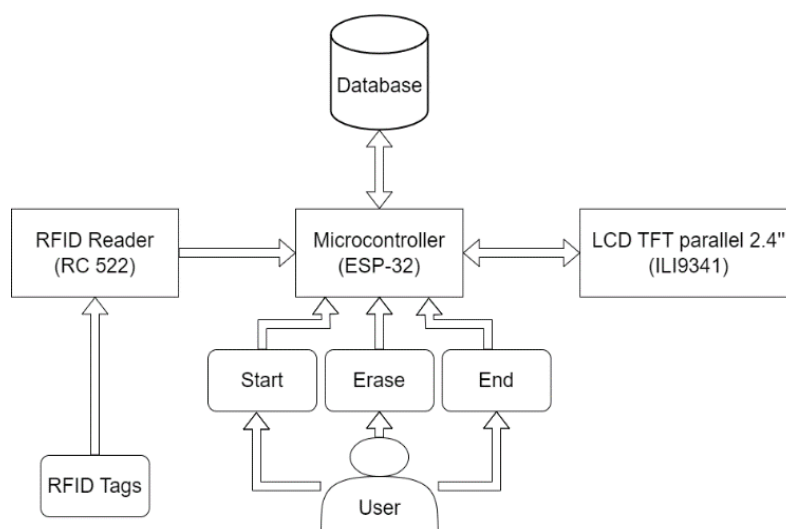 Database
RFID Reader
(RC 522)
Microcontroller
(ESP-32)
LCD TFT parallel 2.4"
(ILI9341)
Start
Erase
End
RFID Tags
User